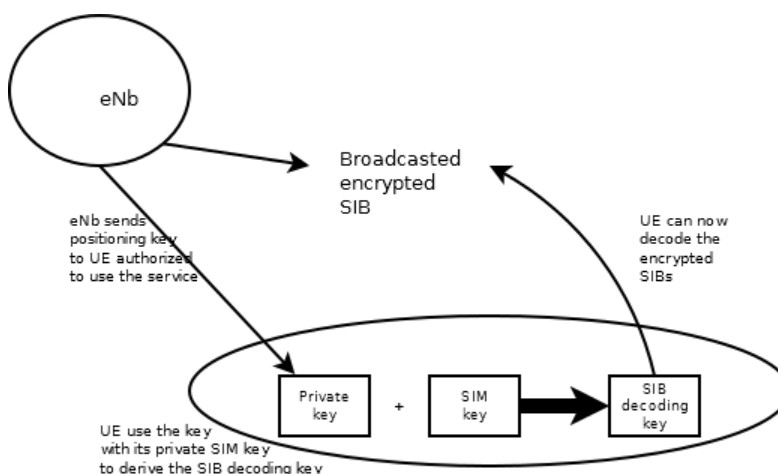 eNb
Broadcasted
encrypted
SIB
eNb sends
positioning key
to UE authorized
to use the service
UE can now
decode the
encrypted
SIBs
Private
key
+
SIM
key
SIB
decoding
key
UE use the key
with its private SIM key
to derive the SIB decoding key